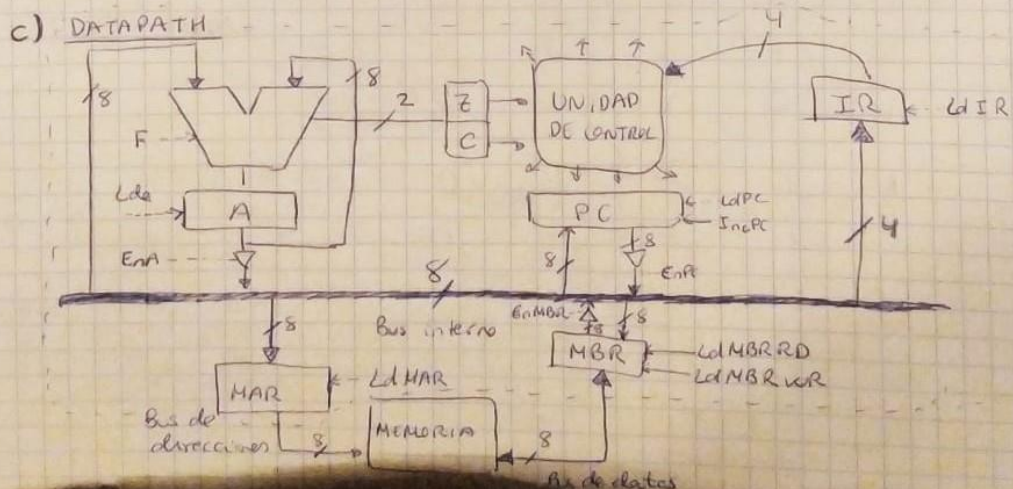 c) DATAPATH
4
8
8
2
Z
C
UNIDAD
DE CONTROL
IR
LdIR
F
Lda
A
PC
LdPC
IncPC
EnA
8
8
EnPC
4
8
Bus interno
8
EnMBR
8
8
MBR
LdMBRRD
LdMBRWR
MAR
LdMAR
Bus de
direcciones
8
MEMORIA
8
Bus de datos